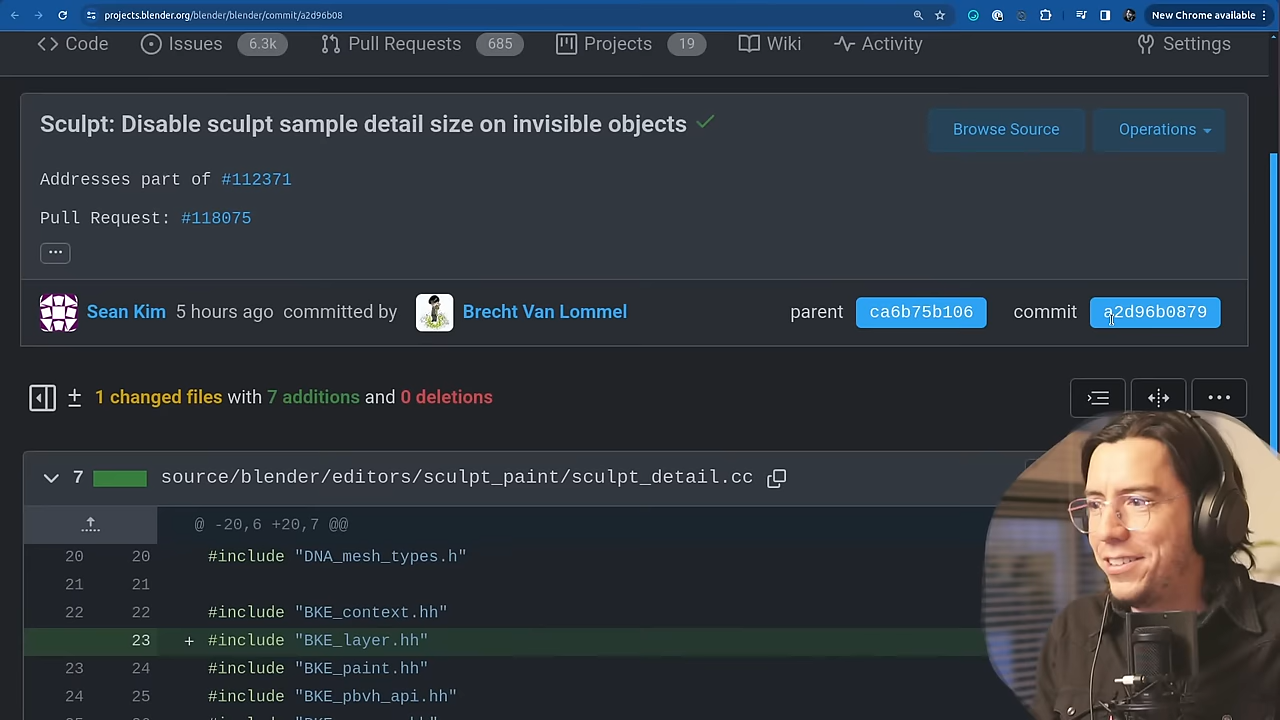 projects.blender.org/blender/blender/commit/a2d96b08
New Chrome available
Code
Issues 6.3k
Pull Requests 685
Projects 19
Wiki
Activity
Settings
Sculpt: Disable sculpt sample detail size on invisible objects
Browse Source
Operations
Addresses part of #112371
Pull Request: #118075
...
Sean Kim 5 hours ago committed by Brecht Van Lommel
parent ca6b75b106 commit a2d96b0879
1 changed files with 7 additions and 0 deletions
7 source/blender/editors/sculpt_paint/sculpt_detail.cc
@ -20,6 +20,7 @@
20 20 #include "DNA_mesh_types.h"
21 21
22 22 #include "BKE_context.hh"
23 + #include "BKE_layer.hh"
23 24 #include "BKE_paint.hh"
24 25 #include "BKE_pbvh_api.hh"